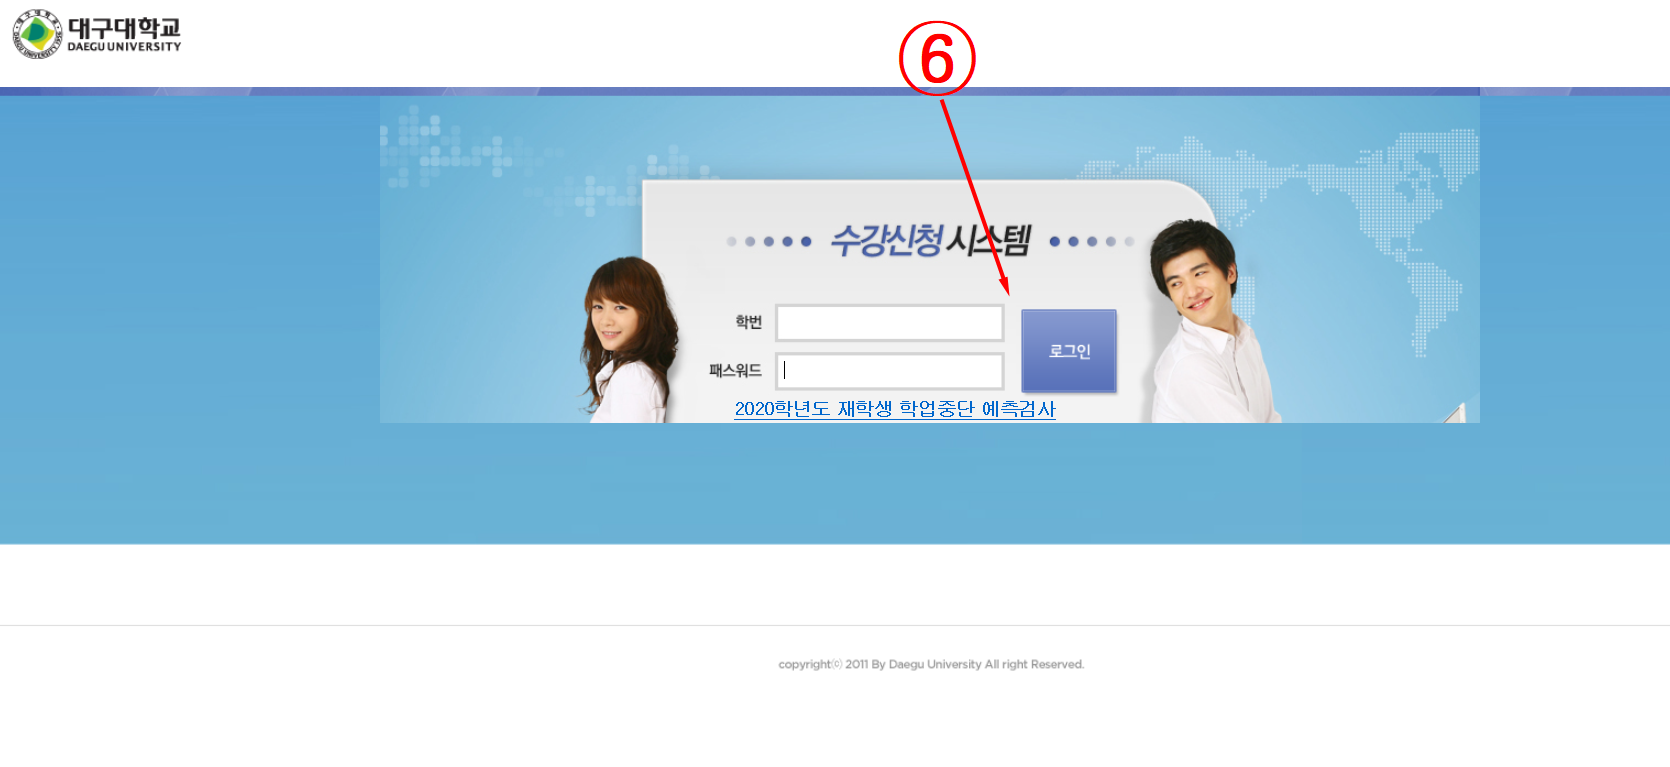 대구대학교
DAEGU UNIVERSITY
⑥
수강신청 시스템
학번
로그인
패스워드
2020학년도 재학생 학업중단 예측검사
copyrightⓒ 2011 By Daegu University All right Reserved.